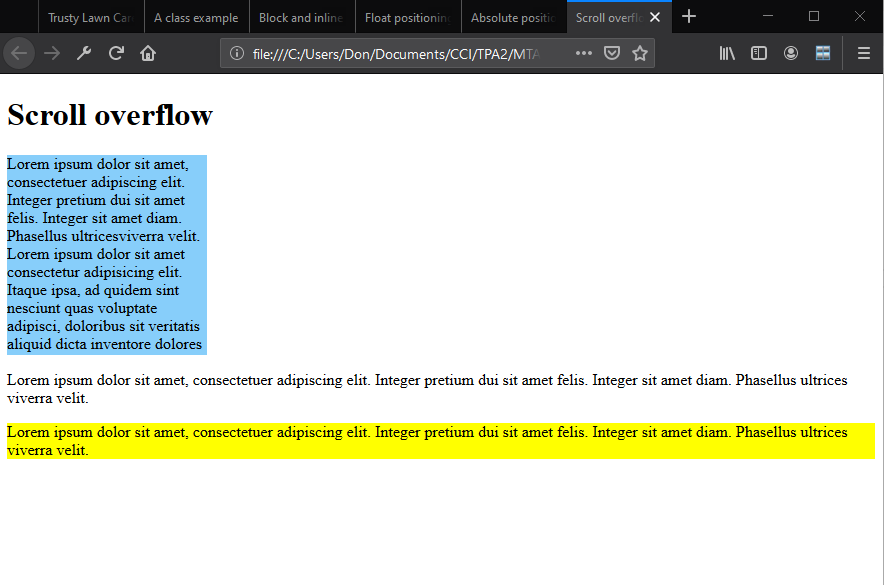 Trusty Lawn Car
A class example
Block and inline
Float positioning
Absolute positio
Scroll overflo
file:///C:/Users/Don/Documents/CCI/TPA2/MTA
Scroll overflow
Lorem ipsum dolor sit amet,
consectetuer adipiscing elit.
Integer pretium dui sit amet
felis. Integer sit amet diam.
Phasellus ultricesviverra velit.
Lorem ipsum dolor sit amet
consectetur adipisicing elit.
Itaque ipsa, ad quidem sint
nesciunt quas voluptate
adipisci, doloribus sit veritatis
aliquid dicta inventore dolores
Lorem ipsum dolor sit amet, consectetuer adipiscing elit. Integer pretium dui sit amet felis. Integer sit amet diam. Phasellus ultrices
viverra velit.
Lorem ipsum dolor sit amet, consectetuer adipiscing elit. Integer pretium dui sit amet felis. Integer sit amet diam. Phasellus ultrices
viverra velit.